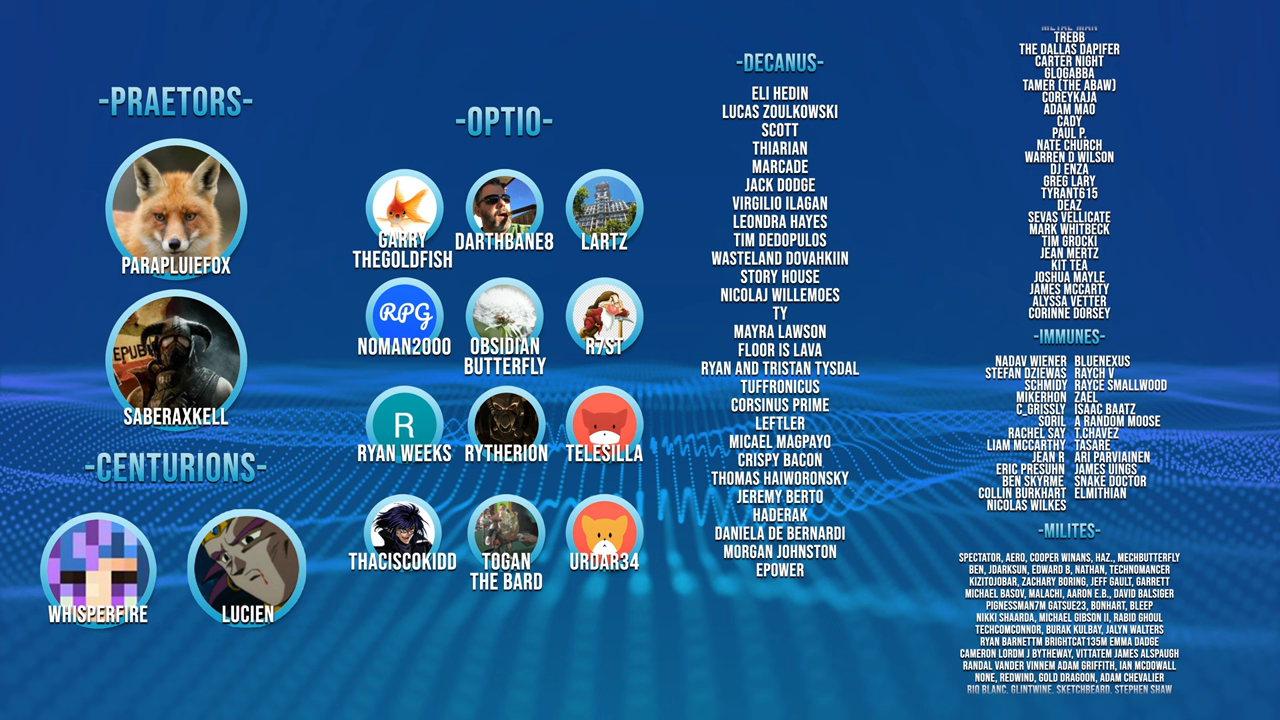 -PRAETORS-
PARAPLUIEFOX
EPUB
SABERAXKELL
-CENTURIONS-
WHISPERFIRE
LUCIEN
-OPTIO-
GARRY
THEGOLDFISH
DARTHBANE8
LARTZ
RPG
NOMAN2000
OBSIDIAN
BUTTERFLY
R7ST
R
RYAN WEEKS
RYTHERION
TELESILLA
THACISCOKIDD
TOGAN
THE BARD
URDAR34
-DECANUS-
ELI HEDIN
LUCAS ZOULKOWSKI
SCOTT
THIARIAN
MARCADE
JACK DODGE
VIRGILIO ILAGAN
LEONDRA HAYES
TIM DEDOPULOS
WASTELAND DOVAHKIIN
STORY HOUSE
NICOLAJ WILLEMOES
TY
MAYRA LAWSON
FLOOR IS LAVA
RYAN AND TRISTAN TYSDAL
TUFFRONICUS
CORSINUS PRIME
LEFTLER
MICAEL MAGPAYO
CRISPY BACON
THOMAS HAIWORONSKY
JEREMY BERTO
HADERAK
DANIELA DE BERNARDI
MORGAN JOHNSTON
EPOWER
METAL MAN
TREBB
THE DALLAS DAPIFER
CARTER NIGHT
GLOGABBA
TAMER (THE ABAW)
COREYKAJA
ADAM MAO
CADY
PAUL P.
NATE CHURCH
WARREN D WILSON
DJ ENZA
GREG LARY
TYRANT615
DEAZ
SEVAS VELLICATE
MARK WHITBECK
TIM GROCKI
JEAN MERTZ
KIT TEA
JOSHUA MAYLE
JAMES MCCARTY
ALYSSA VETTER
CORINNE DORSEY
-IMMUNES-
NADAV WIENER BLUENEXUS
STEFAN DZIEWAS RAYCH V
SCHMIDY RAYCE SMALLWOOD
MIKERHON ZAEL
C_GRISSLY ISAAC BAATZ
SORIL A RANDOM MOOSE
RACHEL SAY T.CHAVEZ
LIAM MCCARTHY TASARE
JEAN R ARI PARVIAINEN
ERIC PRESUHN JAMES UINGS
BEN SKYRME SNAKE DOCTOR
COLLIN BURKHART ELMITHIAN
NICOLAS WILKES
-MILITES-
SPECTATOR, AERO, COOPER WINANS, HAZ., MECHBUTTERFLY
BEN, JDARKSUN, EDWARD B, NATHAN, TECHNOMANCER
KIZITOJOBAR, ZACHARY BORING, JEFF GAULT, GARRETT
MICHAEL BASOV, MALACHI, AARON E.B., DAVID BALSIGER
PIGNESSMAN7M GATSUE23, BONHART, BLEEP
NIKKI SHAARDA, MICHAEL GIBSON II, RABID GHOUL
TECHCOMCONNOR, BURAK KULBAY, JALYN WALTERS
RYAN BARNETTM BRIGHTCAT135M EMMA DADGE
CAMERON LORDM J BYTHEWAY, VITTATEM JAMES ALSPAUGH
RANDAL VANDER VINNEM ADAM GRIFFITH, IAN MCDOWALL
NONE, REDWIND, GOLD DRAGOON, ADAM CHEVALIER
RIO BLANC, GLINTWINE, SKETCHBEARD, STEPHEN SHAW